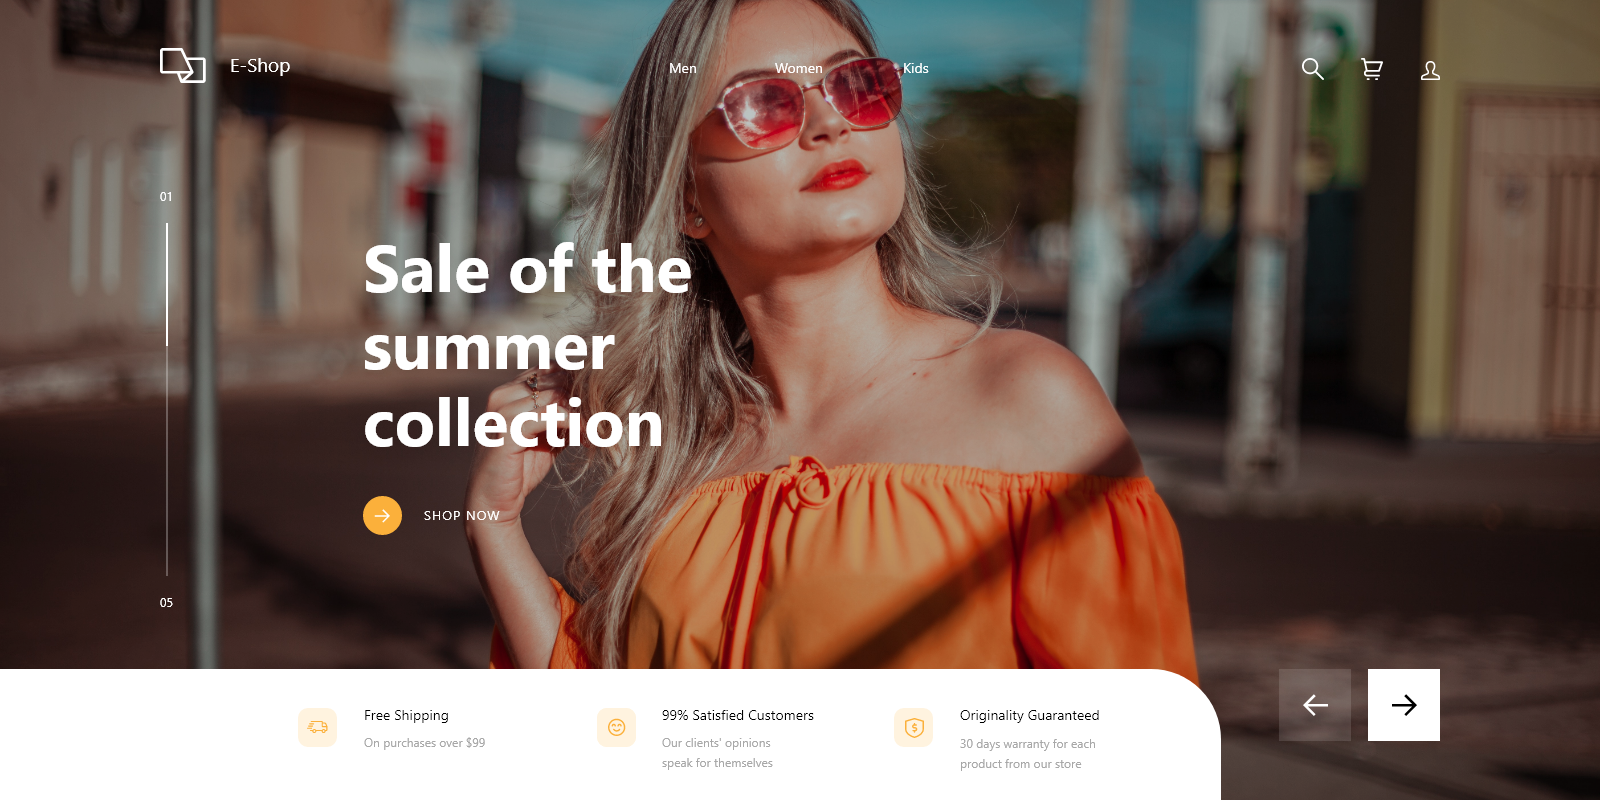 E-Shop
Men
Women
Kids
01
Sale of the
summer
collection
SHOP NOW
05
Free Shipping
On purchases over $99
99% Satisfied Customers
Our clients' opinions
speak for themselves
Originality Guaranteed
30 days warranty for each
product from our store